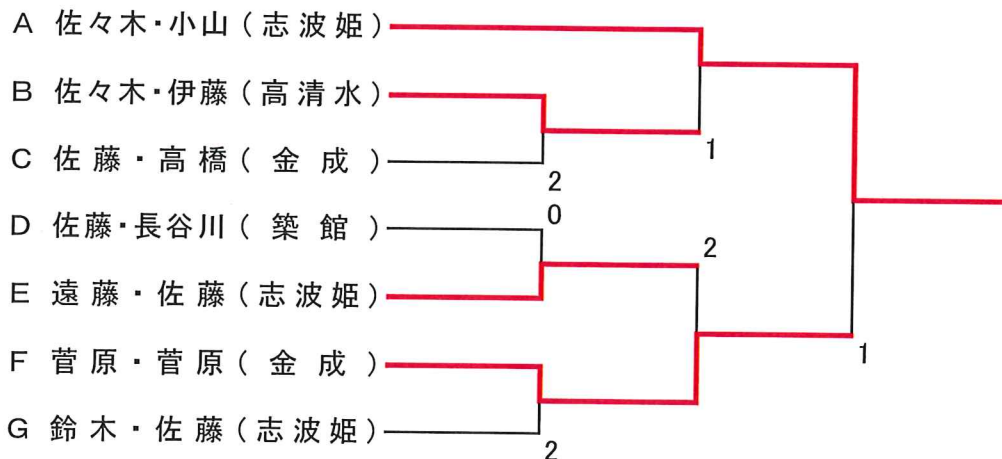 A 佐々木・小山(志波姫)
B 佐々木・伊藤(高清水)
1
C 佐藤・高橋(金成)
2
0
D 佐藤・長谷川(築館)
2
E 遠藤・佐藤(志波姫)
F 菅原・菅原(金成)
1
G 鈴木・佐藤(志波姫)
2